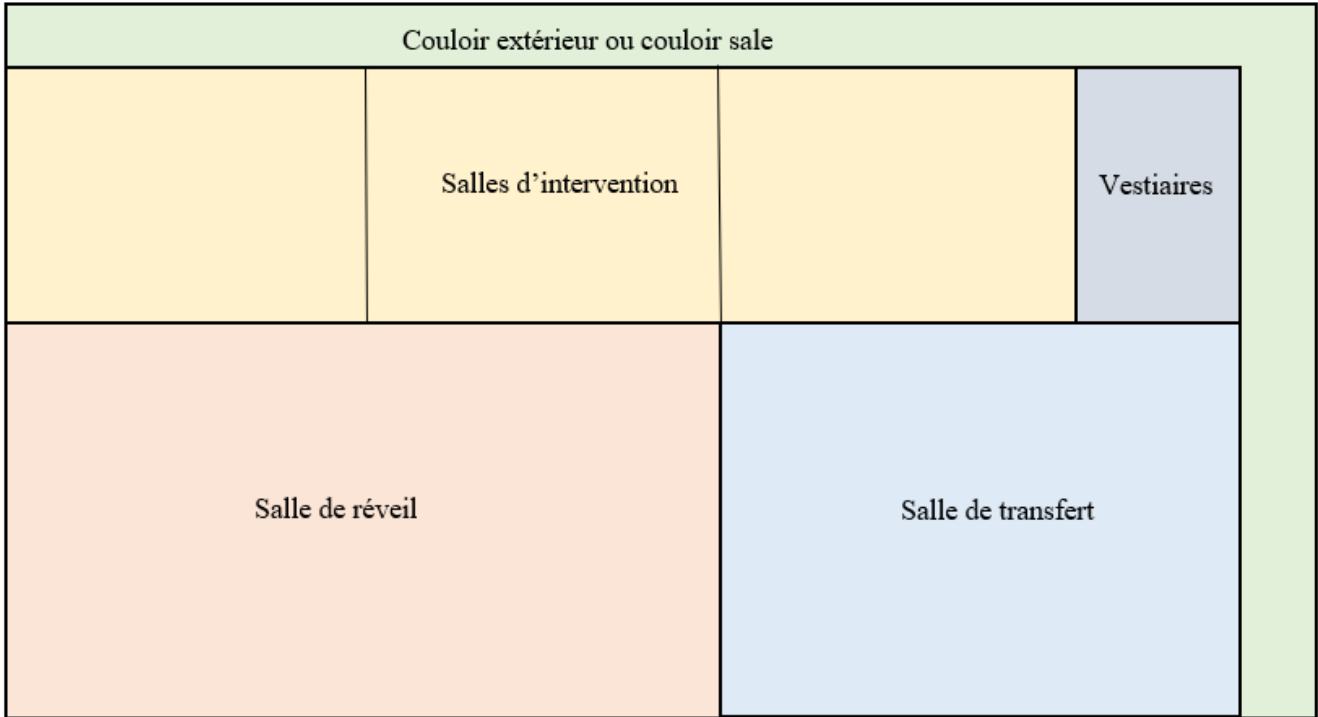 Couloir extérieur ou couloir sale
Salles d’intervention
Vestiaires
Salle de réveil
Salle de transfert